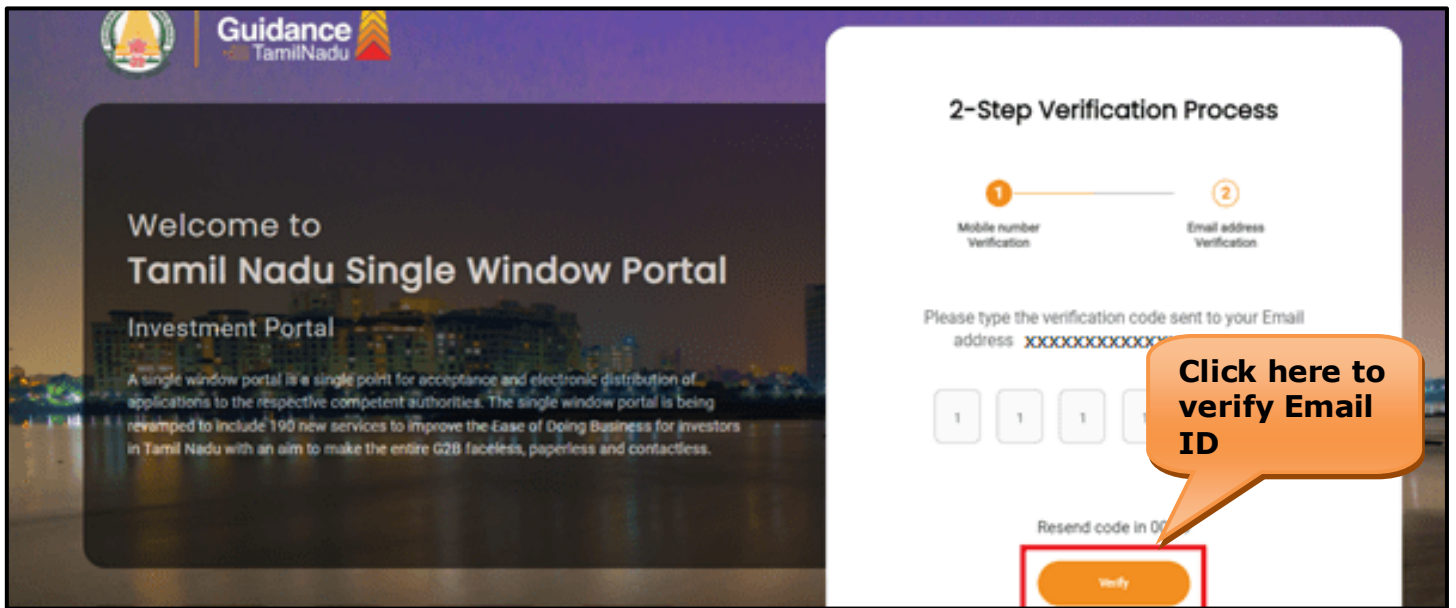 Guidance
TamilNadu
Welcome to
Tamil Nadu Single Window Portal
Investment Portal
A single window portal is a single point for acceptance and electronic distribution of
applications to the respective competent authorities. The single window portal is being
revamped to include 190 new services to improve the Ease of Doing Business for investors
in Tamil Nadu with an aim to make the entire G2B faceless, paperless and contactless.
2-Step Verification Process
1
2
Mobile number
Verification
Email address
Verification
Please type the verification code sent to your Email
address XXXXXXXXXXXXX
1 1 1 1
Click here to
verify Email
ID
Resend code in
Verify